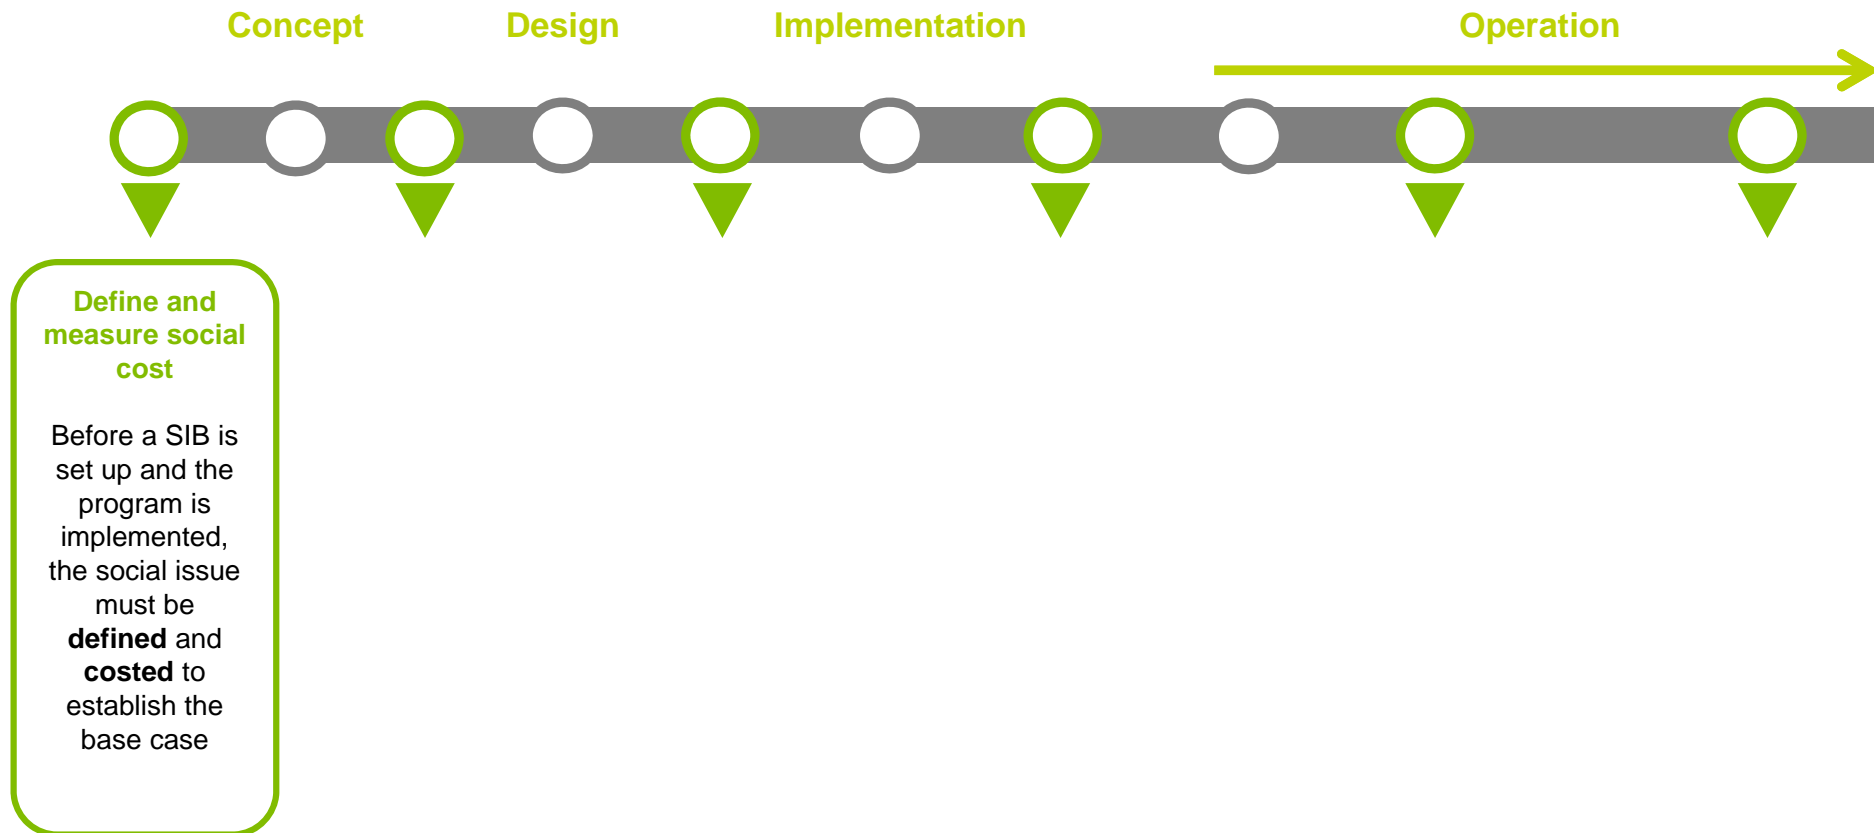 Concept Design Implementation Operation
Define and
measure social
cost
Before a SIB is
set up and the
program is
implemented,
the social issue
must be
defined and
costed to
establish the
base case